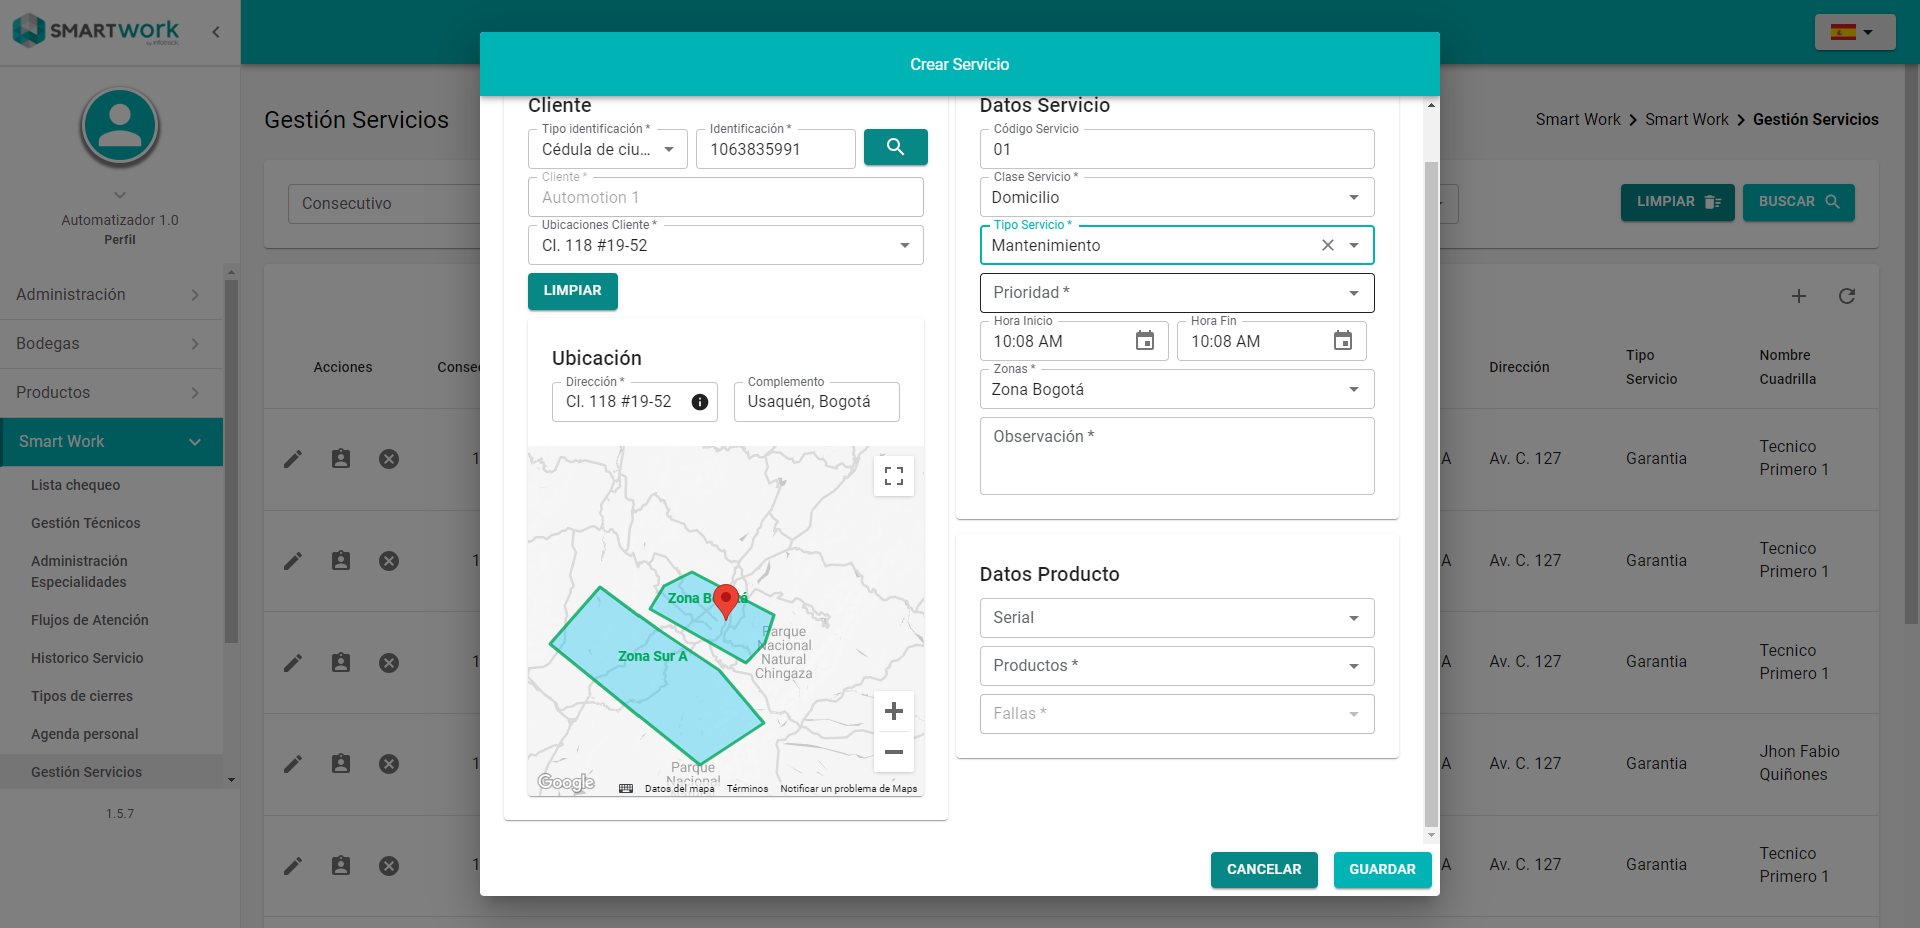 SMARTWORK
by infotrack
Automatizador 1.0
Perfil
Administración
Bodegas
Productos
Smart Work
Lista chequeo
Gestión Técnicos
Administración
Especialidades
Flujos de Atención
Historico Servicio
Tipos de cierres
Agenda personal
Gestión Servicios
1.5.7
Gestión Servicios
Smart Work > Smart Work > Gestión Servicios
Consecutivo
LIMPIAR
BUSCAR
Acciones
Dirección
Tipo
Servicio
Nombre
Cuadrilla
1 A Av. C. 127 Garantia Tecnico
Primero 1
1 A Av. C. 127 Garantia Tecnico
Primero 1
1 A Av. C. 127 Garantia Tecnico
Primero 1
1 A Av. C. 127 Garantia Jhon Fabio
Quiñones
1 A Av. C. 127 Garantia Tecnico
Primero 1
Crear Servicio
Cliente
Tipo identificación *
Cédula de ciu...
Identificación *
1063835991
Cliente *
Automotion 1
Ubicaciones Cliente *
Cl. 118 #19-52
LIMPIAR
Ubicación
Dirección *
Cl. 118 #19-52
Complemento
Usaquén, Bogotá
Zona Sur A
Parque
Nacional
Natural
Chingaza
Parque
Nacional
Google
Datos del mapa
Términos
Notificar un problema de Maps
Datos Servicio
Código Servicio
01
Clase Servicio *
Domicilio
Tipo Servicio *
Mantenimiento
Prioridad *
Hora Inicio
10:08 AM
Hora Fin
10:08 AM
Zonas *
Zona Bogotá
Observación *
Datos Producto
Serial
Productos *
Fallas *
CANCELAR
GUARDAR